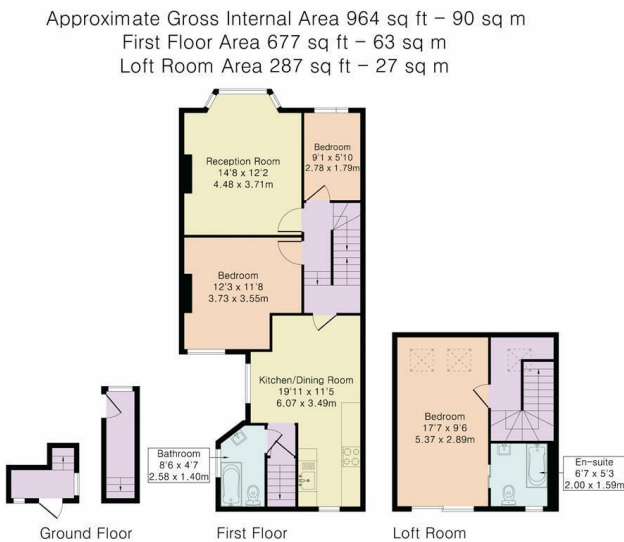 Approximate Gross Internal Area 964 sq ft - 90 sq m
First Floor Area 677 sq ft - 63 sq m
Loft Room Area 287 sq ft - 27 sq m
Reception Room
14'8 x 12'2
4.48 x 3.71m
Bedroom
9'1 x 5'10
2.78 x 1.79m
Bedroom
12'3 x 11'8
3.73 x 3.55m
Kitchen/Dining Room
19'11 x 11'5
6.07 x 3.49m
Bathroom
8'6 x 4'7
2.58 x 1.40m
Bedroom
17'7 x 9'6
5.37 x 2.89m
En-suite
6'7 x 5'3
2.00 x 1.59m
Ground Floor
First Floor
Loft Room